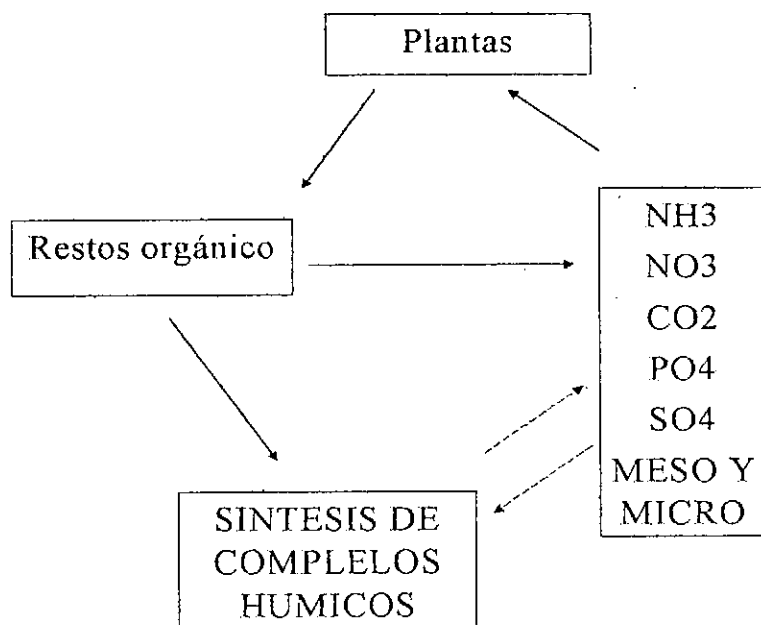 Plantas
Restos orgánico
NH3
NO3
CO2
PO4
SO4
MESO Y
MICRO
SINTESIS DE
COMPLELOS
HUMICOS